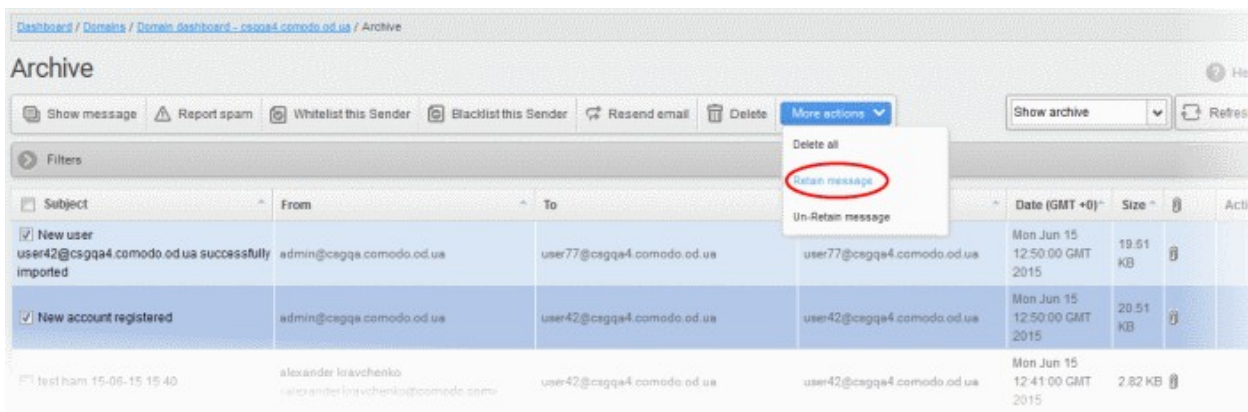 Dashboard / Domains / Domain dashboard - csgqa4.comodo.od.ua / Archive
Archive
Show message Report spam Whitelist this Sender Blacklist this Sender Resend email Delete More actions Show archive
Delete all
Filters
Retain message
Un-Retain message
Subject From To Date (GMT +0) Size
New user
user42@csgqa4.comodo.od.ua successfully
imported
admin@csgqa.comodo.od.ua user77@csgqa4.comodo.od.ua user77@csgqa4.comodo.od.ua
Mon Jun 15
12:50:00 GMT
2015
19.51
KB
New account registered admin@csgqa.comodo.od.ua user42@csgqa4.comodo.od.ua user42@csgqa4.comodo.od.ua
Mon Jun 15
12:50:00 GMT
2015
20.51
KB
test ham 15-06-15 15:40
alexander kravchenko
user42@csgqa4.comodo.od.ua user42@csgqa4.comodo.od.ua
Mon Jun 15
12:41:00 GMT
2015
2.82 KB